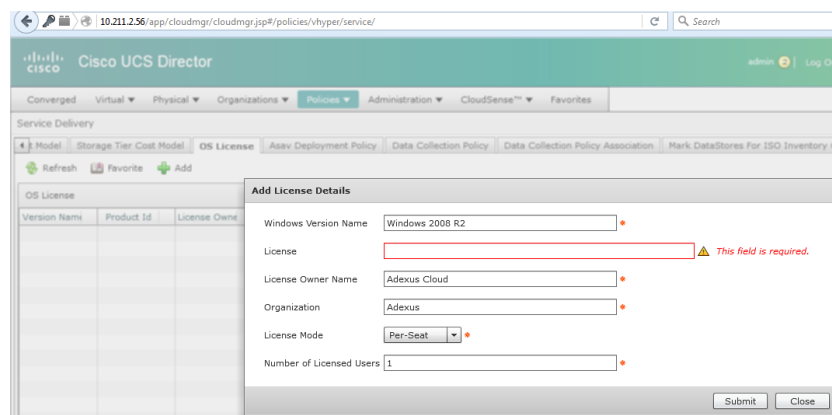 10.211.2.56/app/cloudmgr/cloudmgr.jsp#/policies/vhyper/service/ Search
cisco Cisco UCS Director admin 2 Log O
Converged Virtual Physical Organizations Policies Administration CloudSense™ Favorites
Service Delivery
t Model Storage Tier Cost Model OS License Asav Deployment Policy Data Collection Policy Data Collection Policy Association Mark DataStores For ISO Inventory
Refresh Favorite Add
OS License
Version Nami Product Id License Owne
Add License Details
Windows Version Name Windows 2008 R2 *
License This field is required.
License Owner Name Adexus Cloud *
Organization Adexus *
License Mode Per-Seat *
Number of Licensed Users 1 *
Submit Close